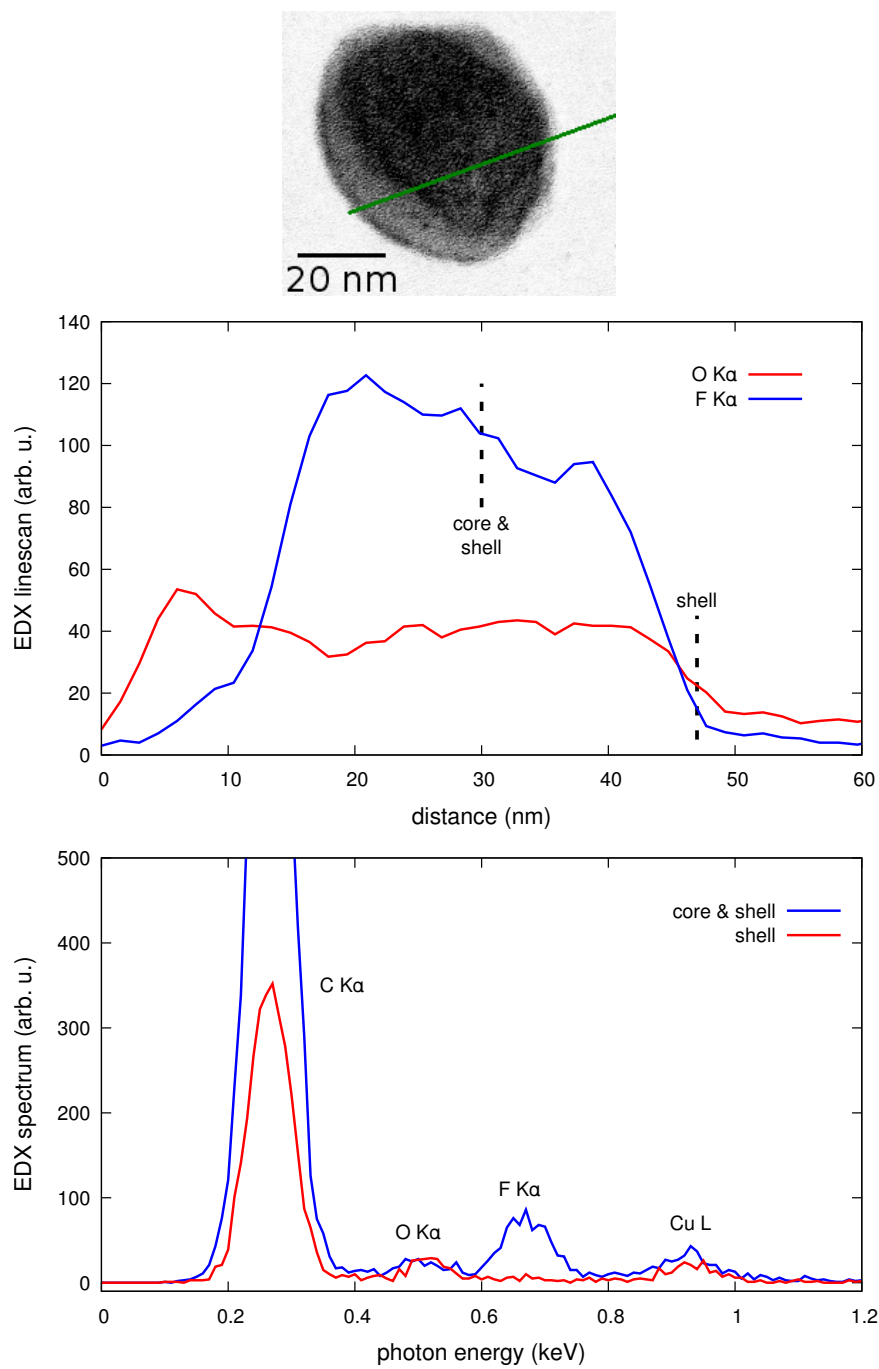 20 nm
140
120
100
80
60
40
20
0
EDX linescan (arb. u.)
O Kα
F Kα
core &
shell
shell
0 10 20 30 40 50 60
distance (nm)
500
400
300
200
100
0
EDX spectrum (arb. u.)
core & shell
shell
C Kα
O Kα
F Kα
Cu L
0 0.2 0.4 0.6 0.8 1 1.2
photon energy (keV)